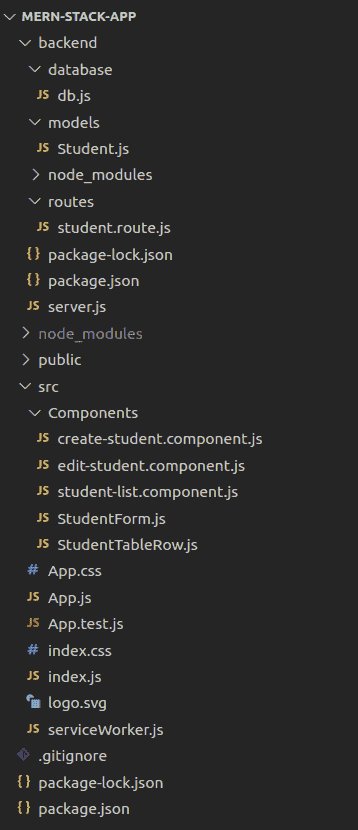 MERN-STACK-APP
backend
database
JS db.js
models
JS Student.js
node_modules
routes
JS student.route.js
{ } package-lock.json
{ } package.json
JS server.js
node_modules
public
src
Components
JS create-student.component.js
JS edit-student.component.js
JS student-list.component.js
JS StudentForm.js
JS StudentTableRow.js
# App.css
JS App.js
JS App.test.js
# index.css
JS index.js
logo.svg
JS serviceWorker.js
.gitignore
{ } package-lock.json
{ } package.json